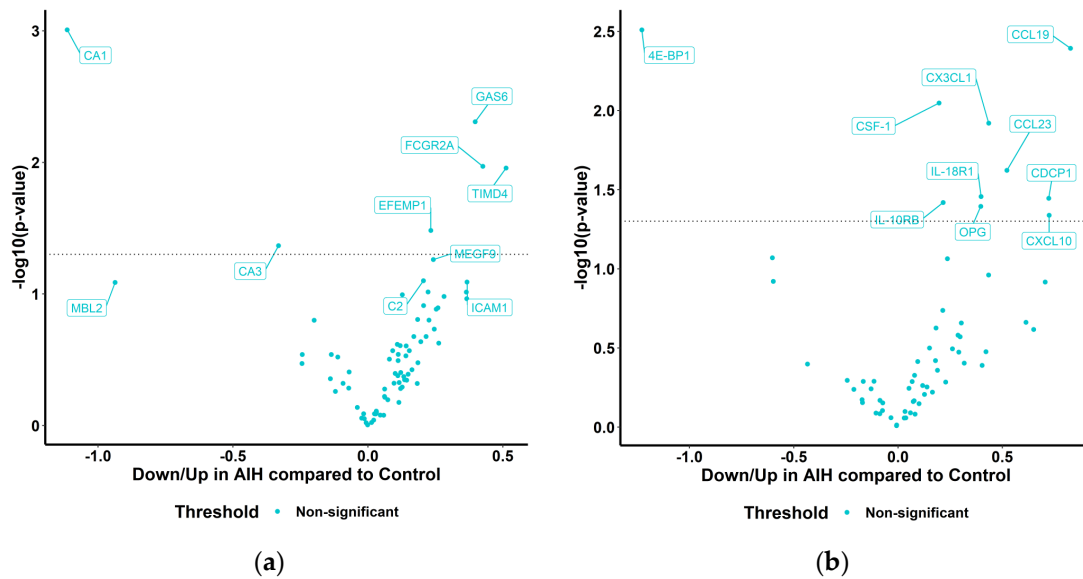 3
CA1
GAS6
FCGR2A
2
TIMD4
EFEMP1
MEGF9
CA3
MBL2
C2
ICAM1
1
0
-log10(p-value)
-1.0
-0.5
0.0
0.5
Down/Up in AIH compared to Control
Threshold
Non-significant
(a)
2.5
4E-BP1
CCL19
CX3CL1
2.0
CSF-1
CCL23
IL-18R1
CDCP1
1.5
IL-10RB
OPG
CXCL10
1.0
0.5
0.0
-log10(p-value)
-1.0
-0.5
0.0
0.5
Down/Up in AIH compared to Control
Threshold
Non-significant
(b)